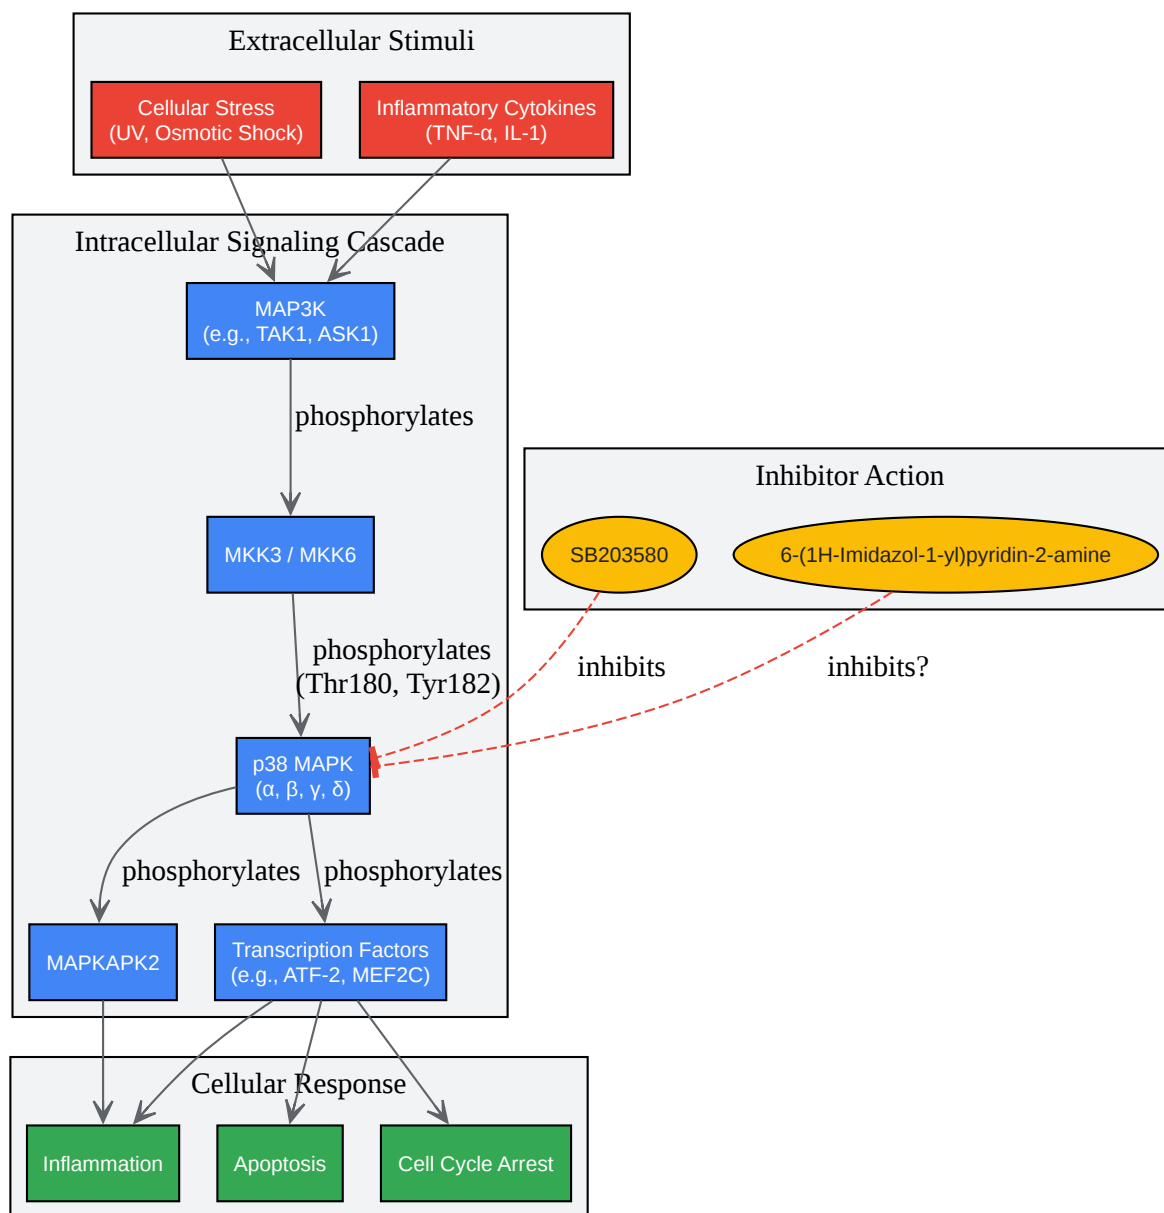 Extracellular Stimuli
Cellular Stress
(UV, Osmotic Shock)
Inflammatory Cytokines
(TNF-α, IL-1)
Intracellular Signaling Cascade
MAP3K
(e.g., TAK1, ASK1)
phosphorylates
Inhibitor Action
MKK3 / MKK6
SB203580
6-(1H-Imidazol-1-yl)pyridin-2-amine
phosphorylates
(Thr180, Tyr182)
inhibits
inhibits?
p38 MAPK
(α, β, γ, δ)
phosphorylates
phosphorylates
MAPKAPK2
Transcription Factors
(e.g., ATF-2, MEF2C)
Cellular Response
Inflammation
Apoptosis
Cell Cycle Arrest